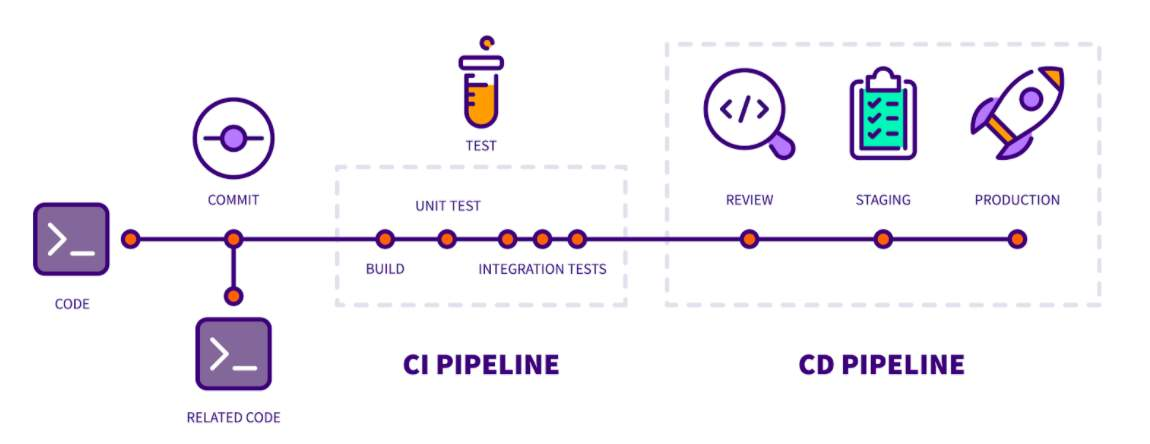 TEST
COMMIT
UNIT TEST
REVIEW
STAGING
PRODUCTION
BUILD
INTEGRATION TESTS
CODE
CI PIPELINE
CD PIPELINE
RELATED CODE